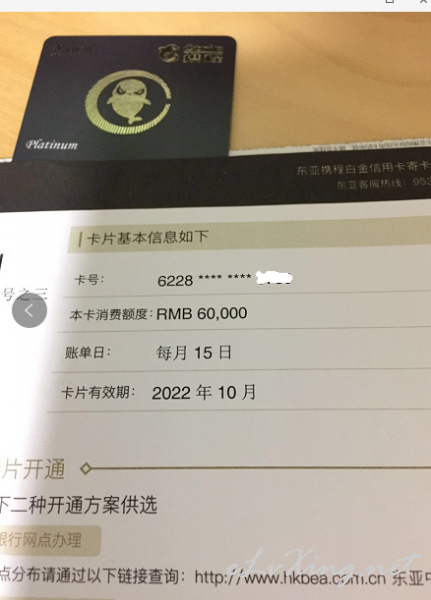 Platinum
东亚携程白金信用卡寄卡
东亚客服热线: 953
卡片基本信息如下
卡号: 6228 **** ****
号之三
本卡消费额度: RMB 60,000
账单日: 每月 15 日
卡片有效期: 2022 年 10 月
片开通
下二种开通方案供选
银行网点办理
点分布请通过以下链接查询: http://www.hkbea.com.cn 东亚中